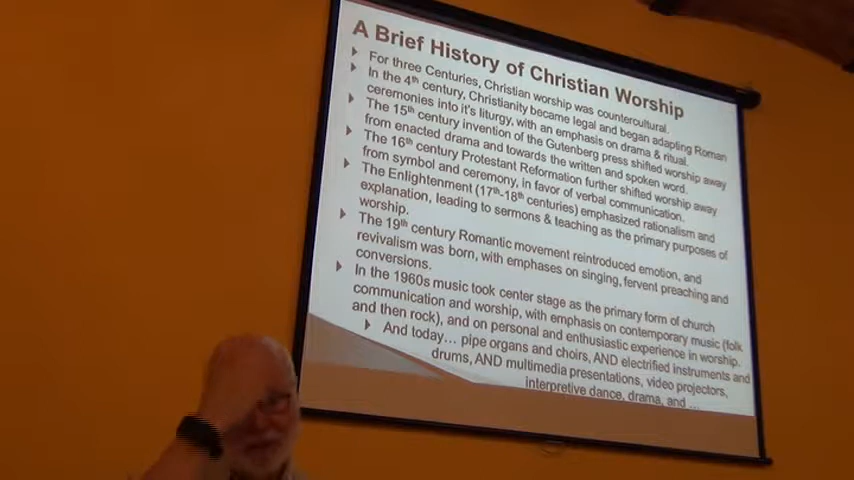 A Brief History of Christian Worship
For three Centuries, Christian worship was countercultural.
In the 4th century, Christianity became legal and began adapting Roman
ceremonies into it's liturgy, with an emphasis on drama & ritual.
The 15th century invention of the Gutenberg press shifted worship away
from enacted drama and towards the written and spoken word.
The 16th century Protestant Reformation further shifted worship away
from symbol and ceremony, in favor of verbal communication.
The Enlightenment (17th-18th centuries) emphasized rationalism and
explanation, leading to sermons & teaching as the primary purposes of
worship.
The 19th century Romantic movement reintroduced emotion, and
revivalism was born, with emphases on singing, fervent preaching and
conversions.
In the 1960s music took center stage as the primary form of church
communication and worship, with emphasis on contemporary music (folk
and then rock), and on personal and enthusiastic experience in worship.
And today... pipe organs and choirs, AND electrified instruments and
drums, AND multimedia presentations, video projectors,
interpretive dance, drama, and ...